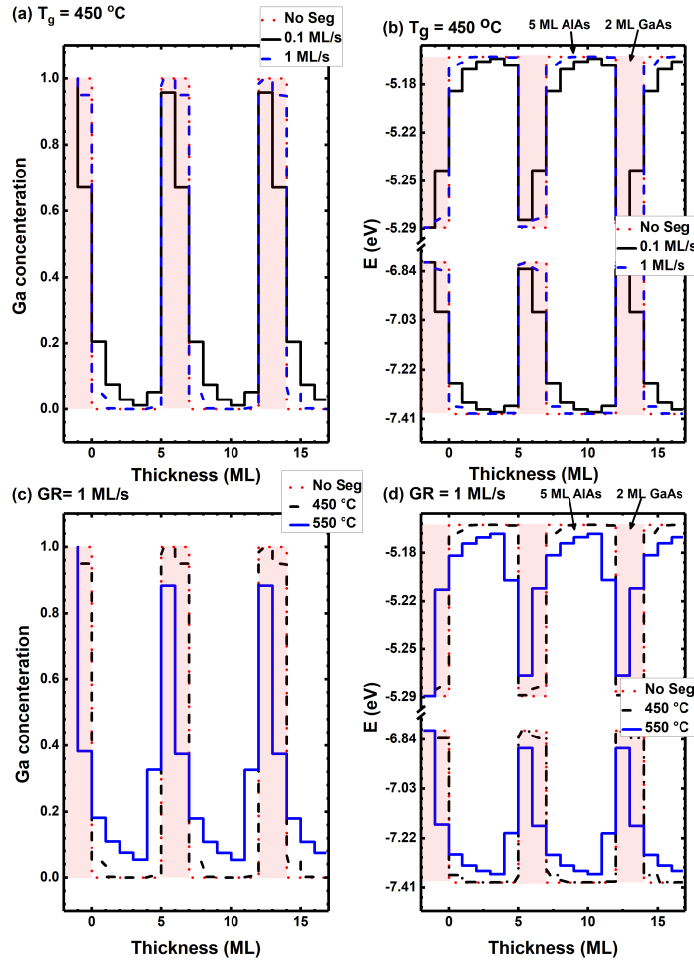 (a) T_g = 450 °C
No Seg
0.1 ML/s
1 ML/s
Ga concenteration
1.0
0.8
0.6
0.4
0.2
0.0
0
5
10
15
Thickness (ML)
(b) T_g = 450 °C
5 ML AlAs
2 ML GaAs
E (eV)
-5.18
-5.22
-5.25
-5.29
-6.84
-7.03
-7.22
-7.41
No Seg
0.1 ML/s
1 ML/s
0
5
10
15
Thickness (ML)
(c) GR= 1 ML/s
No Seg
450 °C
550 °C
Ga concenteration
1.0
0.8
0.6
0.4
0.2
0.0
0
5
10
15
Thickness (ML)
(d) GR = 1 ML/s
5 ML AlAs
2 ML GaAs
E (eV)
-5.18
-5.22
-5.25
-5.29
-6.84
-7.03
-7.22
-7.41
No Seg
450 °C
550 °C
0
5
10
15
Thickness (ML)